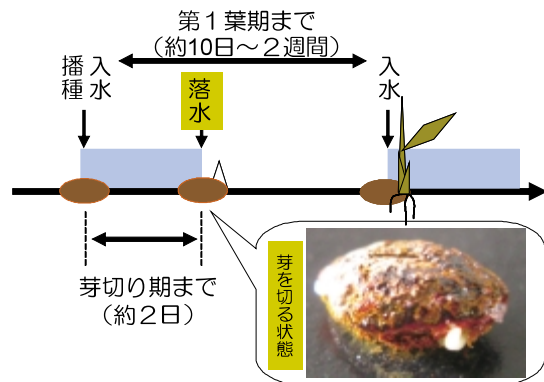 第１葉期まで
（約10日～２週間）
播種
入水
落水
入水
芽切り期まで
（約２日）
芽を切る状態